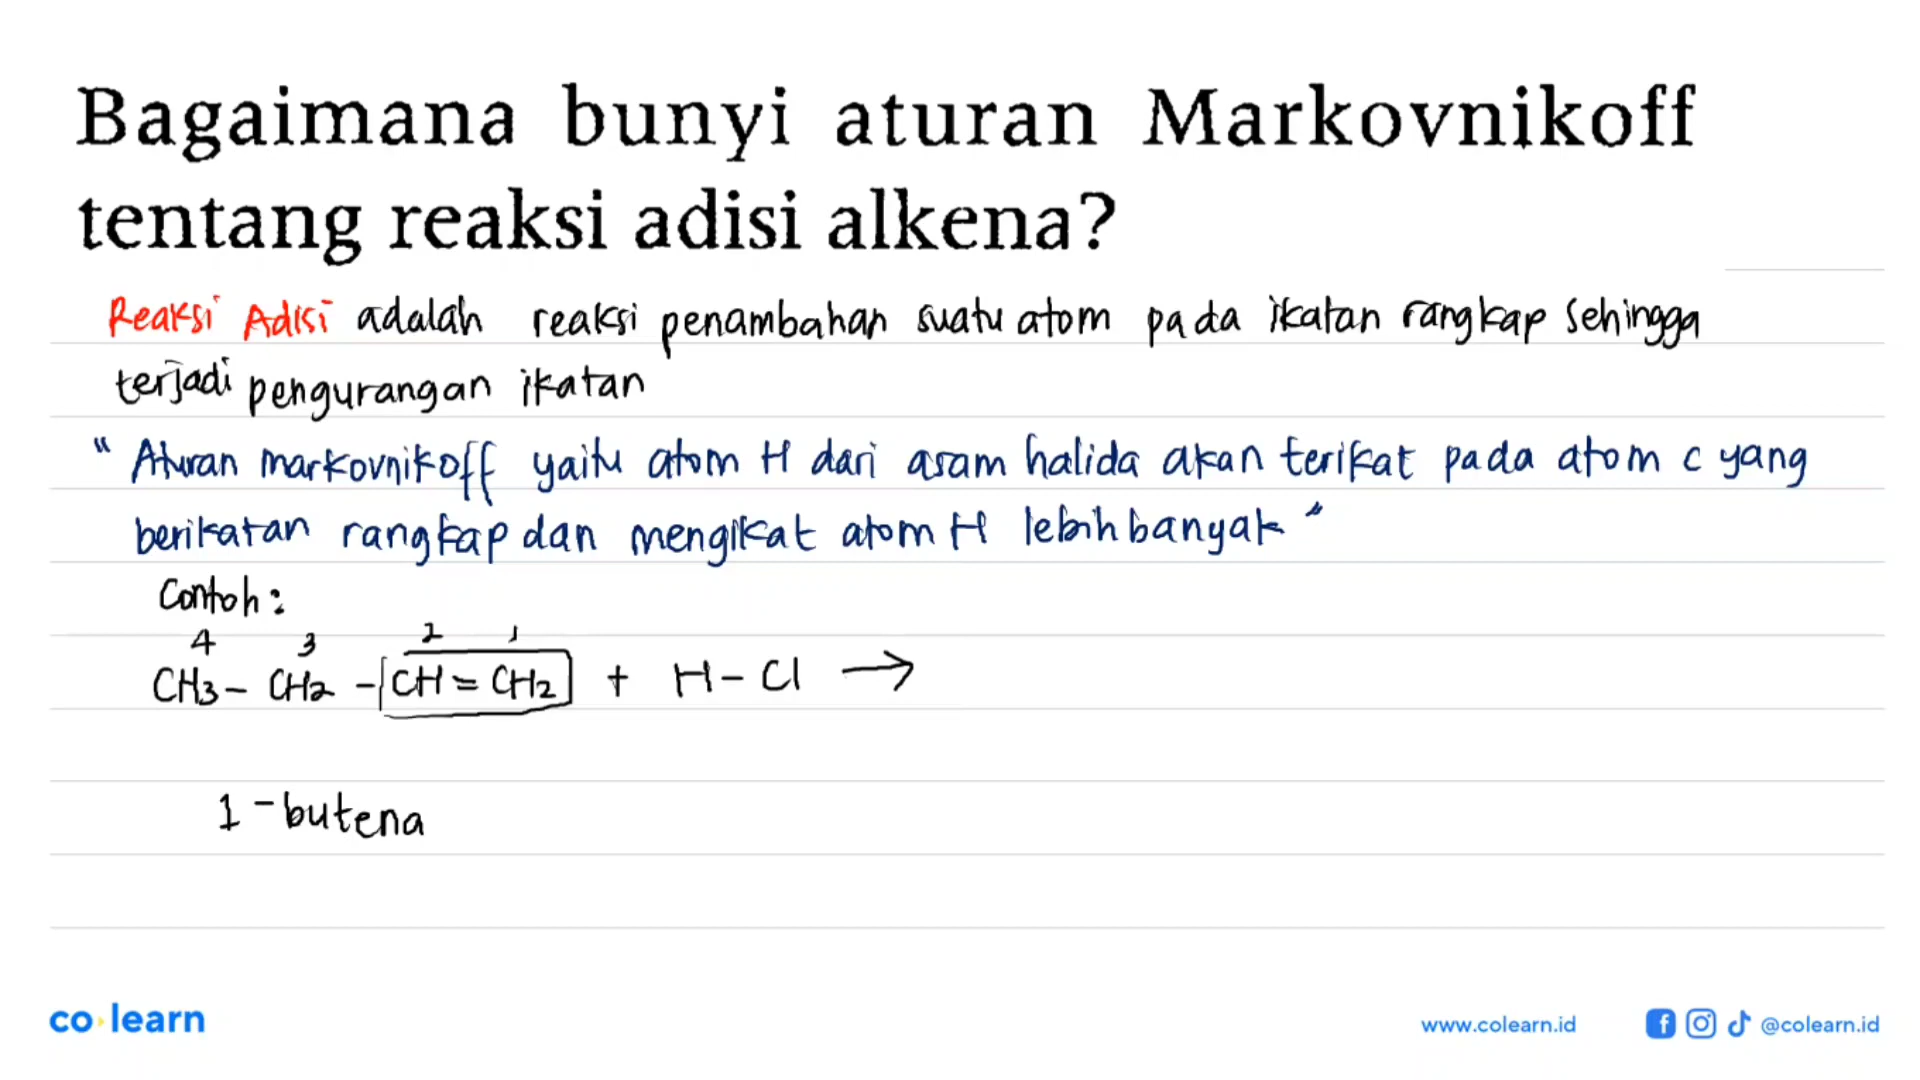 Bagaimana bunyi aturan Markovnikoff
tentang reaksi adisi alkena?
Reaksi Adisi adalah reaksi penambahan suatu atom pada ikatan rangkap sehingga
terjadi pengurangan ikatan
" Aturan markovnikoff yaitu atom H dari asam halida akan terikat pada atom C yang
berikatan rangkap dan mengikat atom H lebih banyak "
Contoh:
4 3 2 1
CH3 - CH2 - CH = CH2 + H - Cl →
1 - butena
co learn
www.colearn.id @colearn.id